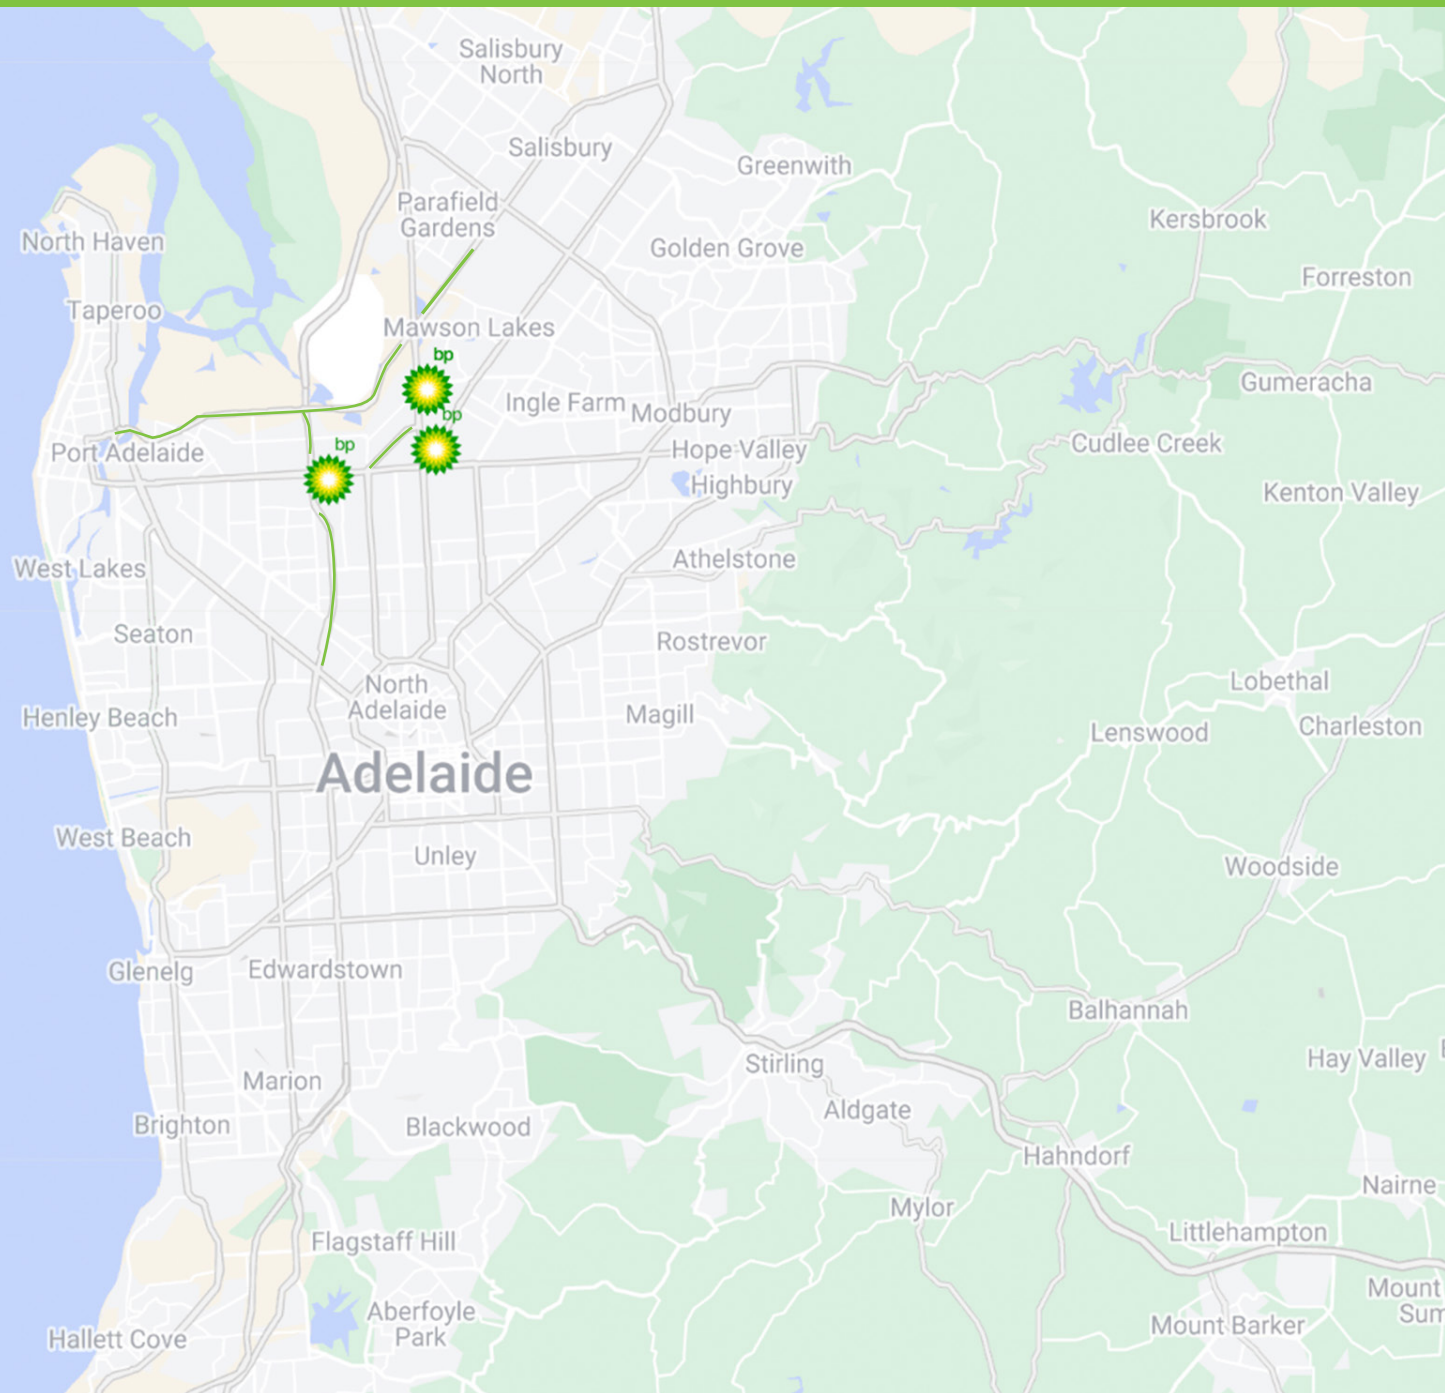 Salisbury
North
Salisbury
Greenwith
Parafield
Gardens
Kersbrook
North Haven
Golden Grove
Forreston
Taperoo
Mawson Lakes
bp
Gumeracha
Ingle Farm
Modbury
bp
bp
Port Adelaide
Hope Valley
Cudlee Creek
Highbury
Kenton Valley
Athelstone
West Lakes
Seaton
Rostrevor
North
Adelaide
Lobethal
Henley Beach
Magill
Charleston
Lenswood
Adelaide
West Beach
Unley
Woodside
Glenelg
Edwardstown
Balhannah
Hay Valley
Stirling
Marion
Aldgate
Brighton
Blackwood
Hahndorf
Nairne
Mylor
Littlehampton
Flagstaff Hill
Mount
Sum
Aberfoyle
Park
Mount Barker
Hallett Cove